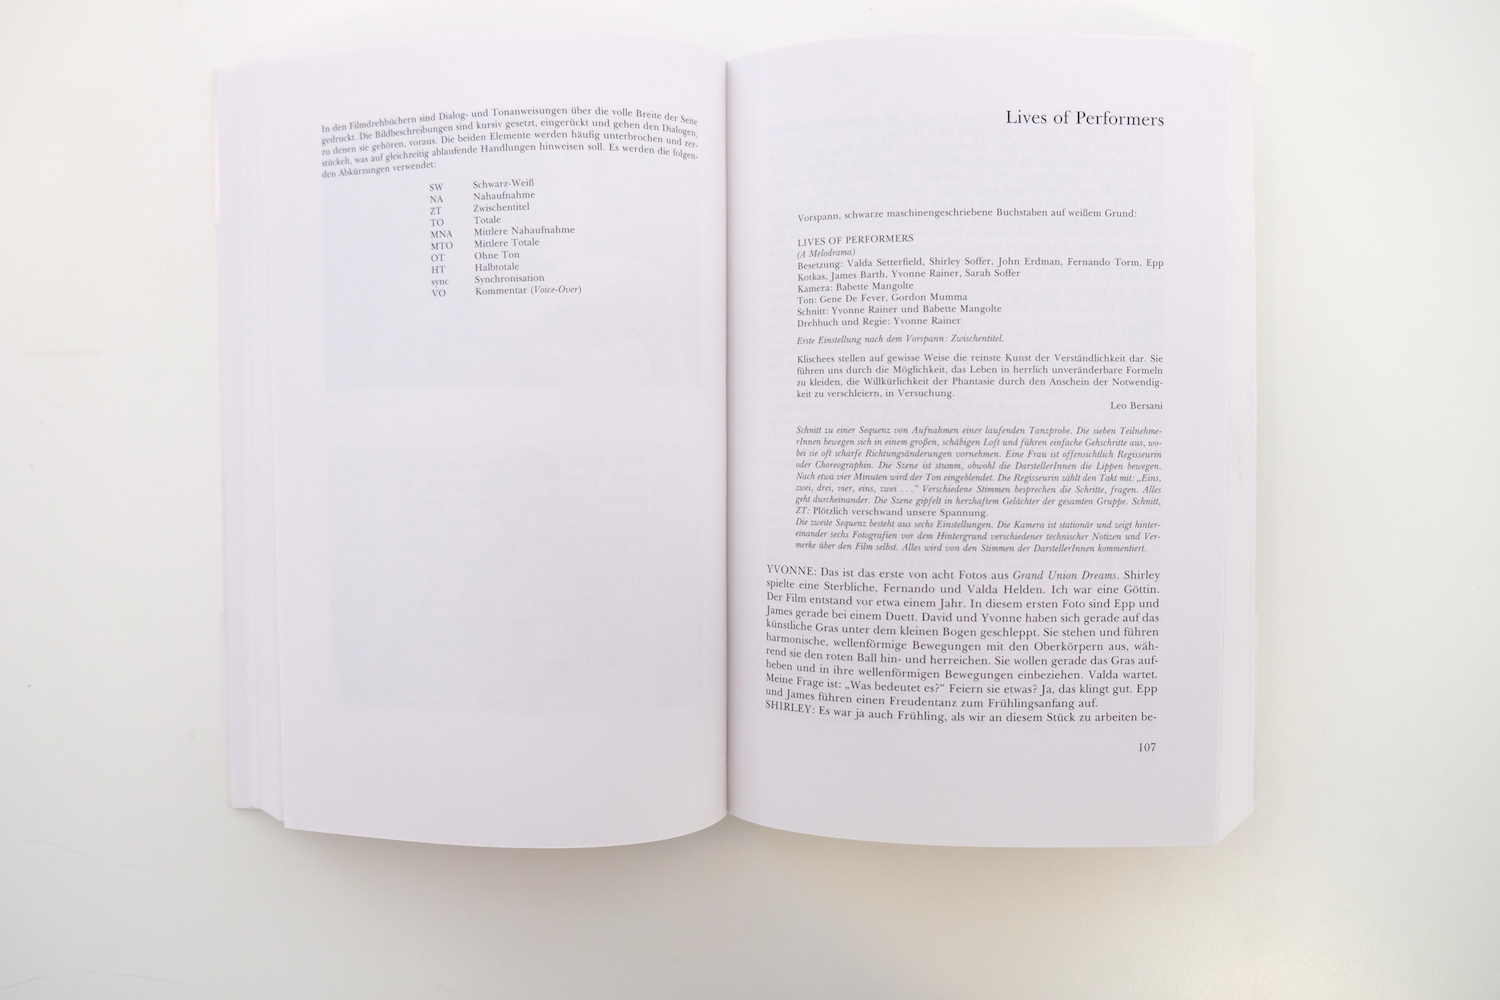 In den Filmdrehbüchern sind Dialog- und Tonanweisungen über die volle Breite der Seite
gedruckt. Die Bildbeschreibungen sind kursiv gesetzt, eingerückt und gehen den Dialogen,
zu denen sie gehören, voraus. Die beiden Elemente werden häufig unterbrochen und zer-
stückelt, was auf gleichzeitig ablaufende Handlungen hinweisen soll. Es werden die folgen-
den Abkürzungen verwendet:
SW Schwarz-Weiß
NA Nahaufnahme
ZT Zwischentitel
TO Totale
MNA Mittlere Nahaufnahme
MTO Mittlere Totale
OT Ohne Ton
HT Halbtotale
sync Synchronisation
VO Kommentar (Voice-Over)
Lives of Performers
Vorspann, schwarze maschinengeschriebene Buchstaben auf weißem Grund:
LIVES OF PERFORMERS
(A Melodrama)
Besetzung: Valda Setterfield, Shirley Soffer, John Erdman, Fernando Torm, Epp
Kotkas, James Barth, Yvonne Rainer, Sarah Soffer
Kamera: Babette Mangolte
Ton: Gene De Fever, Gordon Mumma
Schnitt: Yvonne Rainer und Babette Mangolte
Drehbuch und Regie: Yvonne Rainer
Erste Einstellung nach dem Vorspann: Zwischentitel.
Klischees stellen auf gewisse Weise die reinste Kunst der Verständlichkeit dar. Sie
führen uns durch die Möglichkeit, das Leben in herrlich unveränderbare Formeln
zu kleiden, die Willkürlichkeit der Phantasie durch den Anschein der Notwendig-
keit zu verschleiern, in Versuchung.
Leo Bersani
Schnitt zu einer Sequenz von Aufnahmen einer laufenden Tanzprobe. Die sieben Teilnehme-
rInnen bewegen sich in einem großen, schäbigen Loft und führen einfache Gehschritte aus, wo-
bei sie oft scharfe Richtungsänderungen vornehmen. Eine Frau ist offensichtlich Regisseurin
oder Choreographin. Die Szene ist stumm, obwohl die DarstellerInnen die Lippen bewegen.
Nach etwa vier Minuten wird der Ton eingeblendet. Die Regisseurin zählt den Takt mit: „Eins,
zwei, drei, vier, eins, zwei . . .“ Verschiedene Stimmen besprechen die Schritte, fragen. Alles
geht durcheinander. Die Szene gipfelt in herzhaftem Gelächter der gesamten Gruppe. Schnitt,
ZT: Plötzlich verschwand unsere Spannung.
Die zweite Sequenz besteht aus sechs Einstellungen. Die Kamera ist stationär und zeigt hinter-
einander sechs Fotografien vor dem Hintergrund verschiedener technischer Notizen und Ver-
merke über den Film selbst. Alles wird von den Stimmen der DarstellerInnen kommentiert.
YVONNE: Das ist das erste von acht Fotos aus Grand Union Dreams. Shirley
spielte eine Sterbliche, Fernando und Valda Helden. Ich war eine Göttin.
Der Film entstand vor etwa einem Jahr. In diesem ersten Foto sind Epp und
James gerade bei einem Duett. David und Yvonne haben sich gerade auf das
künstliche Gras unter dem kleinen Bogen geschleppt. Sie stehen und führen
harmonische, wellenförmige Bewegungen mit den Oberkörpern aus, wäh-
rend sie den roten Ball hin- und herreichen. Sie wollen gerade das Gras auf-
heben und in ihre wellenförmigen Bewegungen einbeziehen. Valda wartet.
Meine Frage ist: „Was bedeutet es?“ Feiern sie etwas? Ja, das klingt gut. Epp
und James führen einen Freudentanz zum Frühlingsanfang auf.
SHIRLEY: Es war ja auch Frühling, als wir an diesem Stück zu arbeiten be-
107